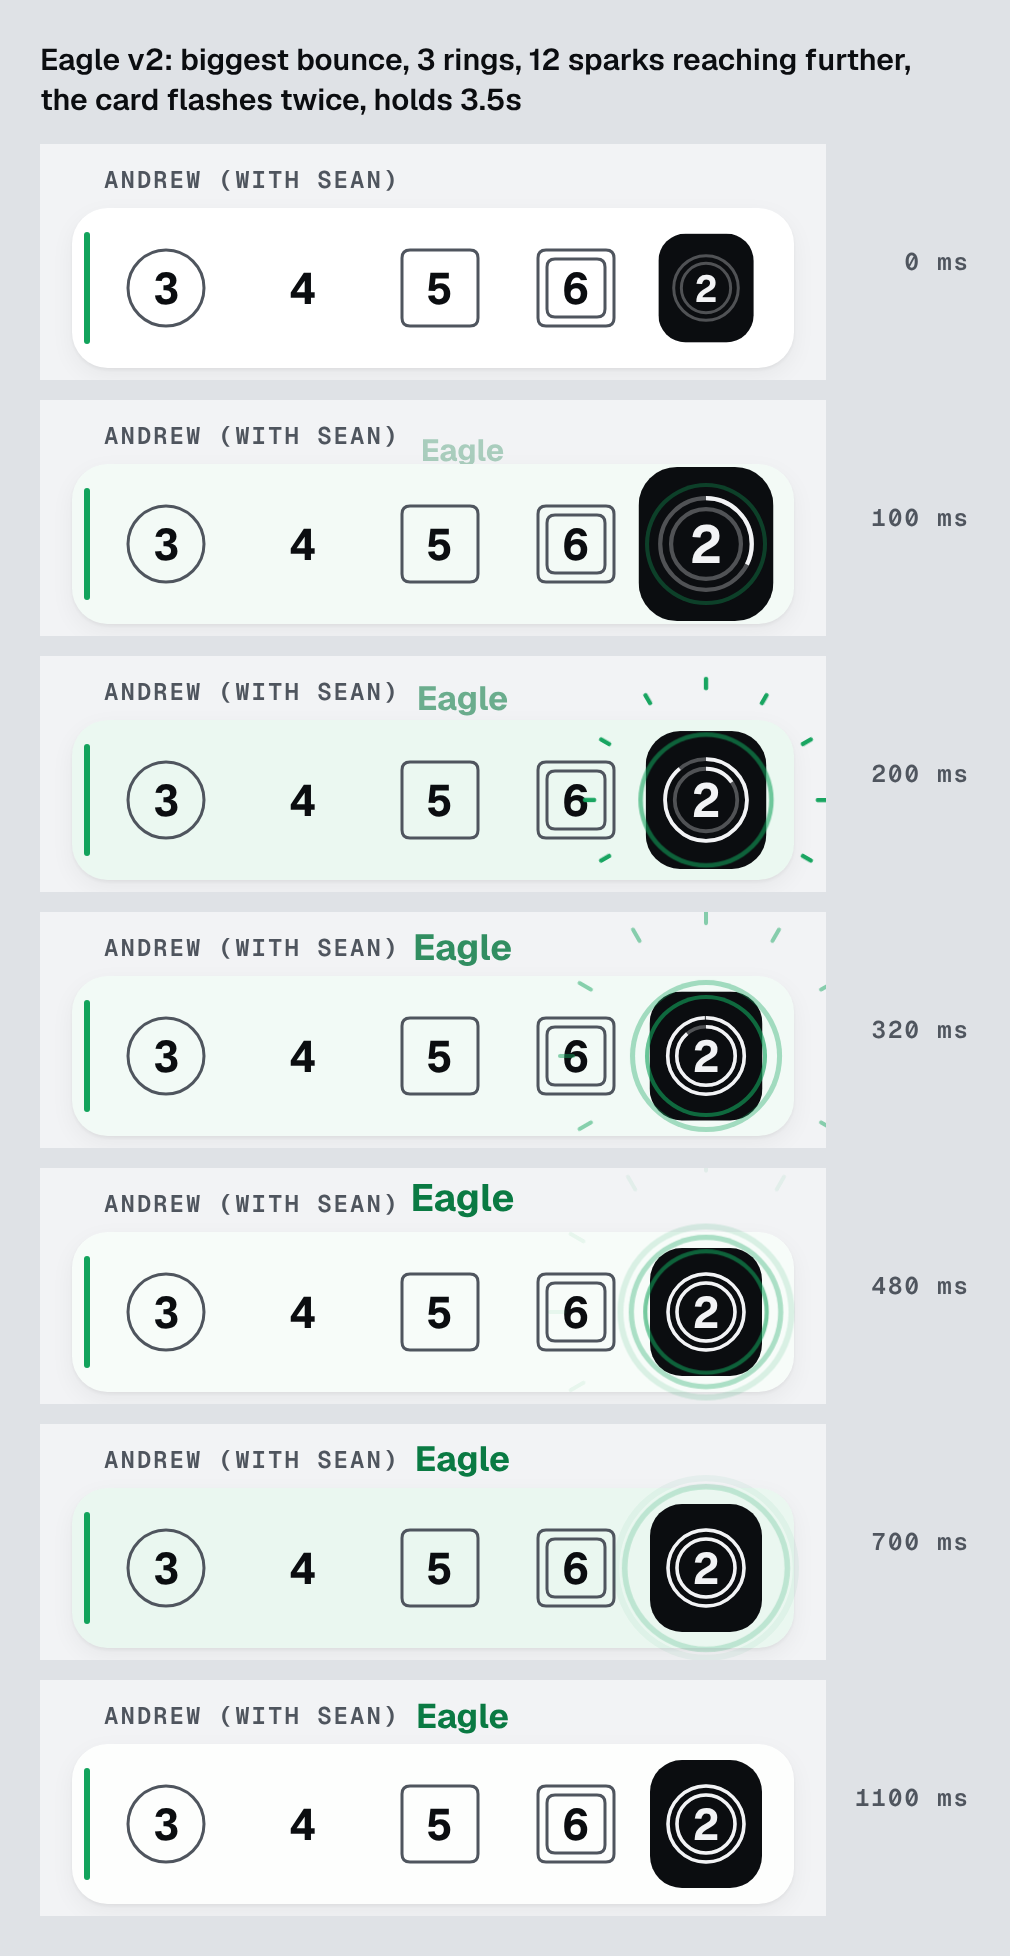 Eagle v2: biggest bounce, 3 rings, 12 sparks reaching further,
the card flashes twice, holds 3.5s
ANDREW (WITH SEAN)
3 4 5 6 2
0 ms
ANDREW (WITH SEAN) Eagle
3 4 5 6 2
100 ms
ANDREW (WITH SEAN) Eagle
3 4 5 6 2
200 ms
ANDREW (WITH SEAN) Eagle
3 4 5 6 2
320 ms
ANDREW (WITH SEAN) Eagle
3 4 5 6 2
480 ms
ANDREW (WITH SEAN) Eagle
3 4 5 6 2
700 ms
ANDREW (WITH SEAN) Eagle
3 4 5 6 2
1100 ms